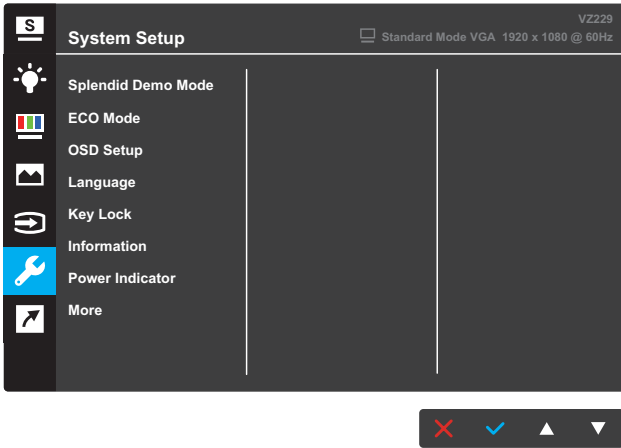 S
VZ229
System Setup
Standard Mode VGA 1920 x 1080 @ 60Hz
Splendid Demo Mode
ECO Mode
OSD Setup
Language
Key Lock
Information
Power Indicator
More